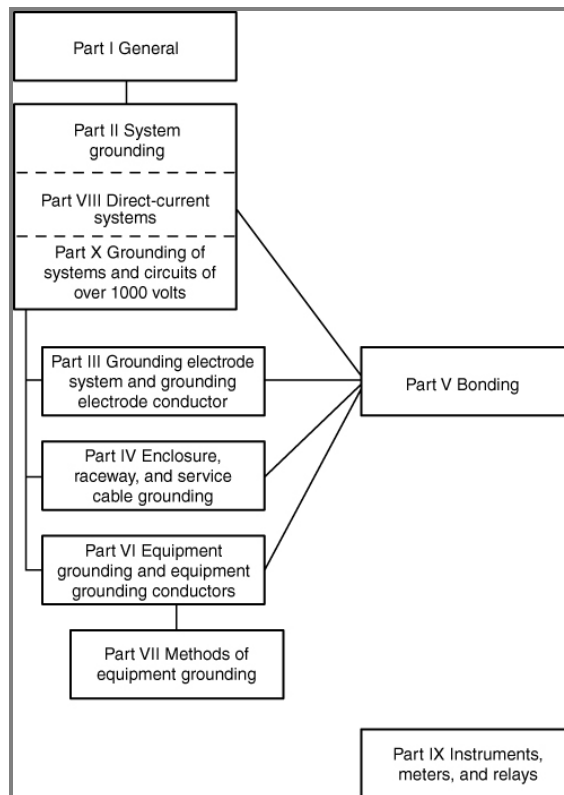 Part I General
Part II System
grounding
Part VIII Direct-current
systems
Part X Grounding of
systems and circuits of
over 1000 volts
Part III Grounding electrode
system and grounding
electrode conductor
Part V Bonding
Part IV Enclosure,
raceway, and service
cable grounding
Part VI Equipment
grounding and equipment
grounding conductors
Part VII Methods of
equipment grounding
Part IX Instruments,
meters, and relays